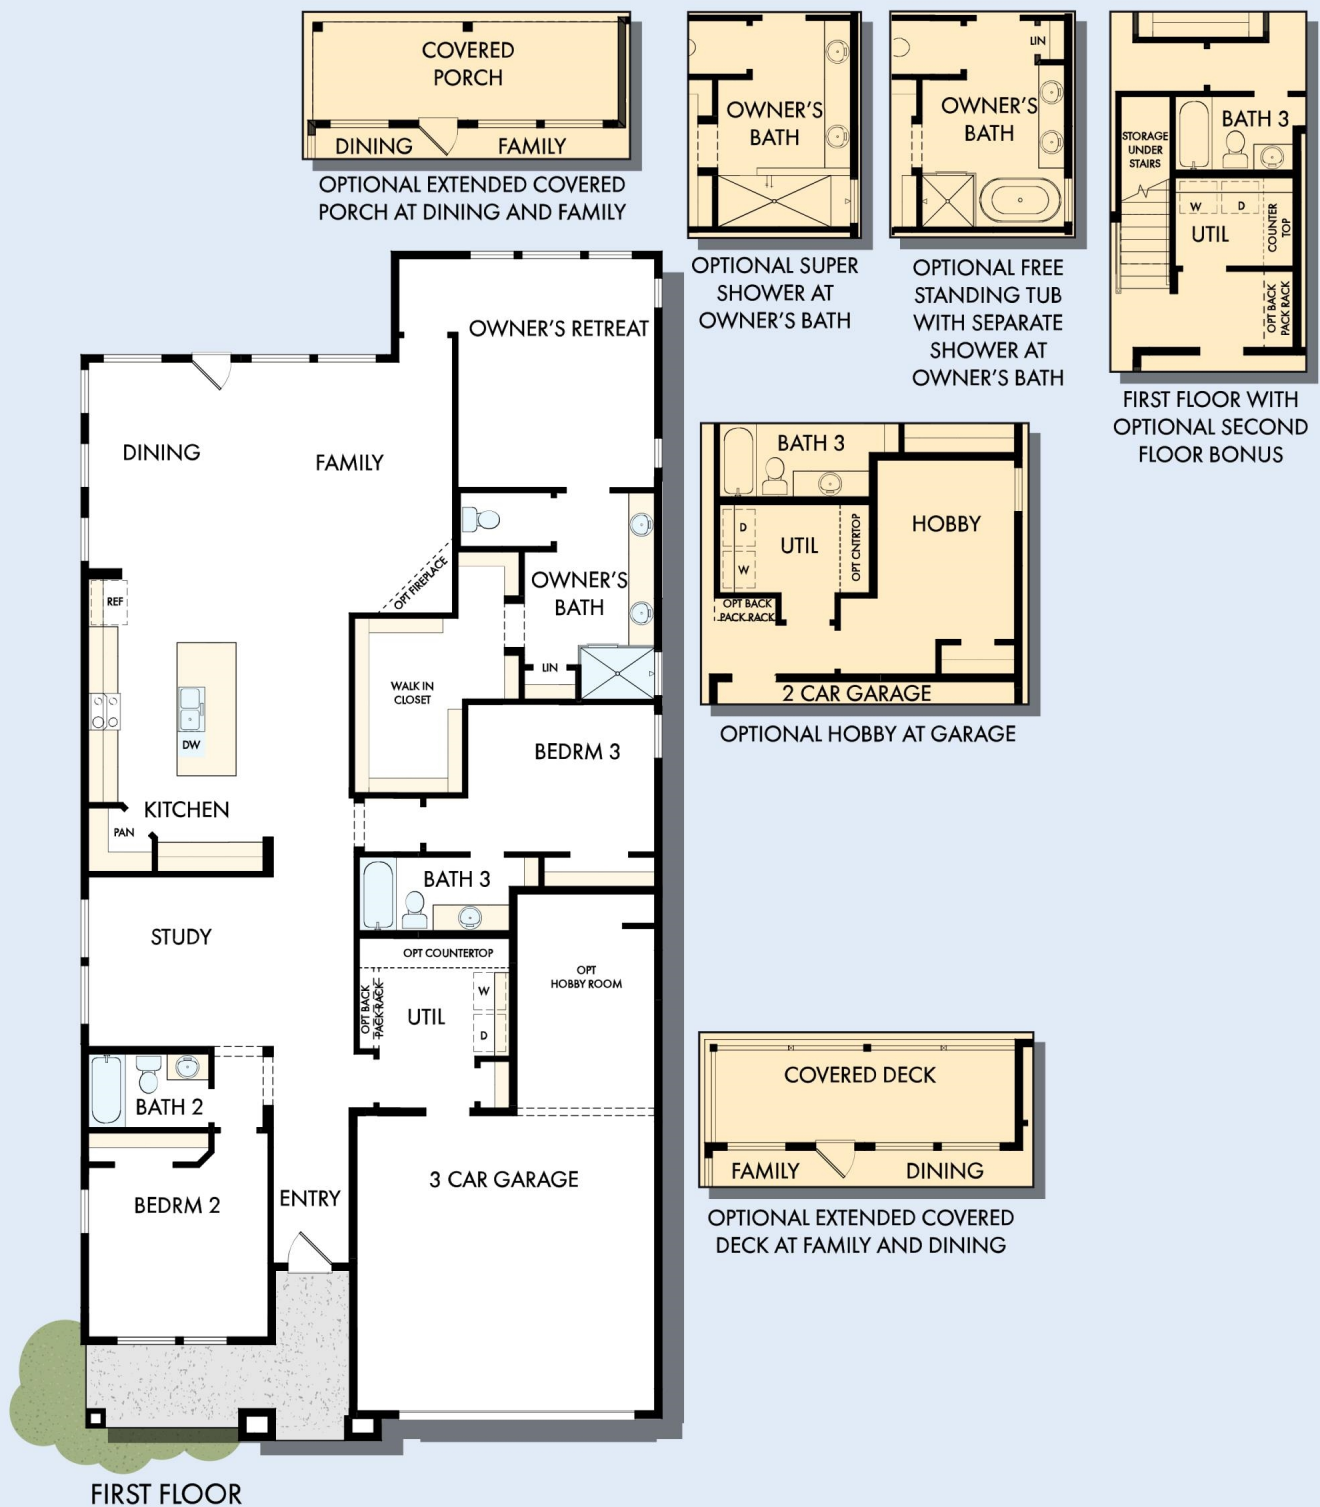 COVERED
PORCH
DINING
FAMILY
OPTIONAL EXTENDED COVERED
PORCH AT DINING AND FAMILY
OWNER'S
BATH
OPTIONAL SUPER
SHOWER AT
OWNER'S BATH
LIN
OWNER'S
BATH
OPTIONAL FREE
STANDING TUB
WITH SEPARATE
SHOWER AT
OWNER'S BATH
BATH 3
STORAGE
UNDER
STAIRS
W
D
UTIL
COUNTER
TOP
OPT BACK
PACK RACK
FIRST FLOOR WITH
OPTIONAL SECOND
FLOOR BONUS
OWNER'S RETREAT
DINING
FAMILY
OPT FIREPLACE
OWNER'S
BATH
REF
LIN
WALK IN
CLOSET
DW
BEDRM 3
KITCHEN
PAN
BATH 3
STUDY
OPT COUNTERTOP
OPT
HOBBY ROOM
OPT BACK
PACK RACK
W
UTIL
D
BATH 2
3 CAR GARAGE
BEDRM 2
ENTRY
FIRST FLOOR
BATH 3
HOBBY
D
UTIL
OPT CNTRTOP
W
OPT BACK
PACK RACK
2 CAR GARAGE
OPTIONAL HOBBY AT GARAGE
COVERED DECK
FAMILY
DINING
OPTIONAL EXTENDED COVERED
DECK AT FAMILY AND DINING